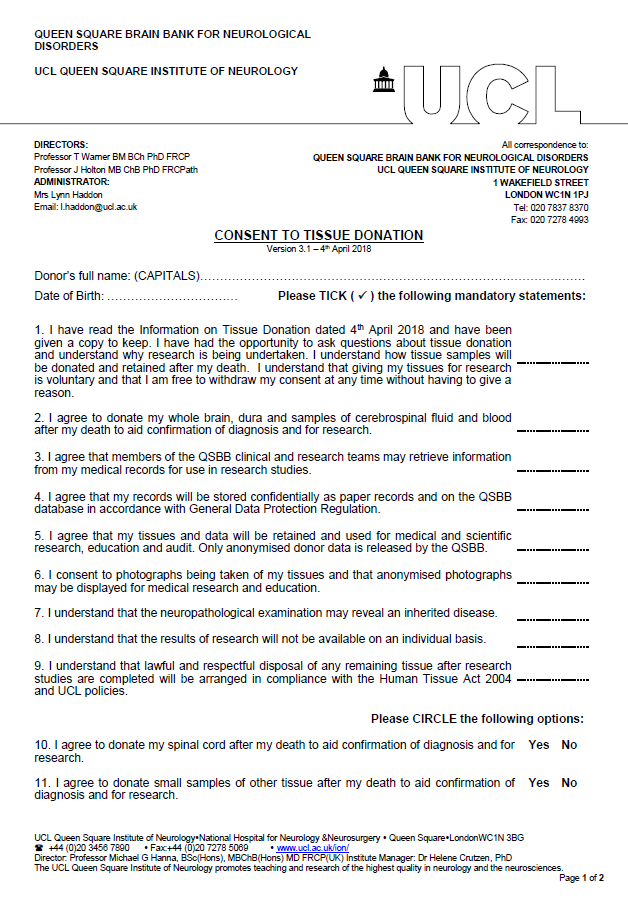 QUEEN SQUARE BRAIN BANK FOR NEUROLOGICAL
DISORDERS
UCL QUEEN SQUARE INSTITUTE OF NEUROLOGY
UCL
DIRECTORS:
Professor T Warner BM BCh PhD FRCP
Professor J Holton MB ChB PhD FRCPath
ADMINISTRATOR:
Mrs Lynn Haddon
Email: l.haddon@ucl.ac.uk
All correspondence to:
QUEEN SQUARE BRAIN BANK FOR NEUROLOGICAL DISORDERS
UCL QUEEN SQUARE INSTITUTE OF NEUROLOGY
1 WAKEFIELD STREET
LONDON WC1N 1PJ
Tel: 020 7837 8370
Fax: 020 7278 4993
CONSENT TO TISSUE DONATION
Version 3.1 – 4th April 2018
Donor's full name: (CAPITALS)……………………………………………………………………………………
Date of Birth: …………………………… Please TICK ( ✓ ) the following mandatory statements:
1. I have read the Information on Tissue Donation dated 4th April 2018 and have been
given a copy to keep. I have had the opportunity to ask questions about tissue donation
and understand why research is being undertaken. I understand how tissue samples will
be donated and retained after my death. I understand that giving my tissues for research
is voluntary and that I am free to withdraw my consent at any time without having to give a
reason.
2. I agree to donate my whole brain, dura and samples of cerebrospinal fluid and blood
after my death to aid confirmation of diagnosis and for research.
3. I agree that members of the QSBB clinical and research teams may retrieve information
from my medical records for use in research studies.
4. I agree that my records will be stored confidentially as paper records and on the QSBB
database in accordance with General Data Protection Regulation.
5. I agree that my tissues and data will be retained and used for medical and scientific
research, education and audit. Only anonymised donor data is released by the QSBB.
6. I consent to photographs being taken of my tissues and that anonymised photographs
may be displayed for medical research and education.
7. I understand that the neuropathological examination may reveal an inherited disease.
8. I understand that the results of research will not be available on an individual basis.
9. I understand that lawful and respectful disposal of any remaining tissue after research
studies are completed will be arranged in compliance with the Human Tissue Act 2004
and UCL policies.
Please CIRCLE the following options:
10. I agree to donate my spinal cord after my death to aid confirmation of diagnosis and for Yes No
research.
11. I agree to donate small samples of other tissue after my death to aid confirmation of Yes No
diagnosis and for research.
UCL Queen Square Institute of Neurology•National Hospital for Neurology &Neurosurgery • Queen Square•LondonWC1N 3BG
☎ +44 (0)20 3456 7890 • Fax:+44 (0)20 7278 5069 • www.ucl.ac.uk/ion/
Director: Professor Michael G Hanna, BSc(Hons), MBChB(Hons) MD FRCP(UK) Institute Manager: Dr Helene Crutzen, PhD
The UCL Queen Square Institute of Neurology promotes teaching and research of the highest quality in neurology and the neurosciences.
Page 1 of 2